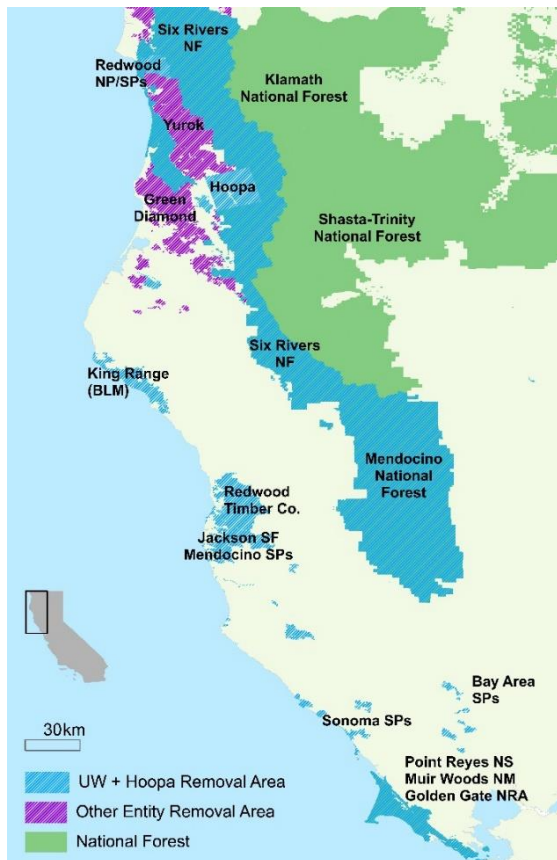 Six Rivers
NF
Redwood
NP/SPs
Klamath
National Forest
Yurok
Hoopa
Green
Diamond
Shasta-Trinity
National Forest
Six Rivers
NF
King Range
(BLM)
Mendocino
National
Forest
Redwood
Timber Co.
Jackson SF
Mendocino SPs
Bay Area
SPs
Sonoma SPs
30km
Point Reyes NS
Muir Woods NM
Golden Gate NRA
UW + Hoopa Removal Area
Other Entity Removal Area
National Forest